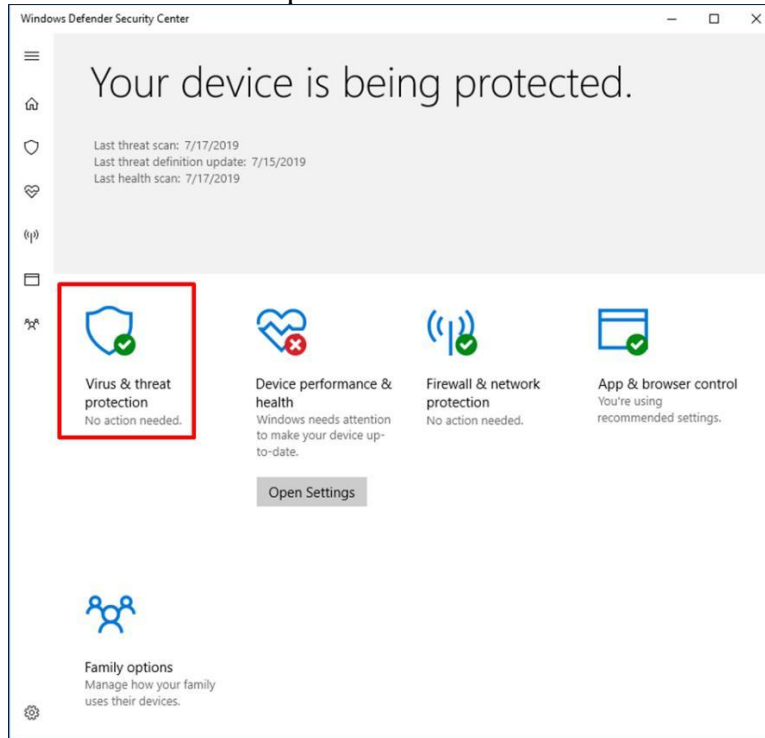 Windows Defender Security Center
Your device is being protected.
Last threat scan: 7/17/2019
Last threat definition update: 7/15/2019
Last health scan: 7/17/2019
Virus & threat
protection
No action needed.
Device performance &
health
Windows needs attention
to make your device up-
to-date.
Open Settings
Firewall & network
protection
No action needed.
App & browser control
You're using
recommended settings.
Family options
Manage how your family
uses their devices.